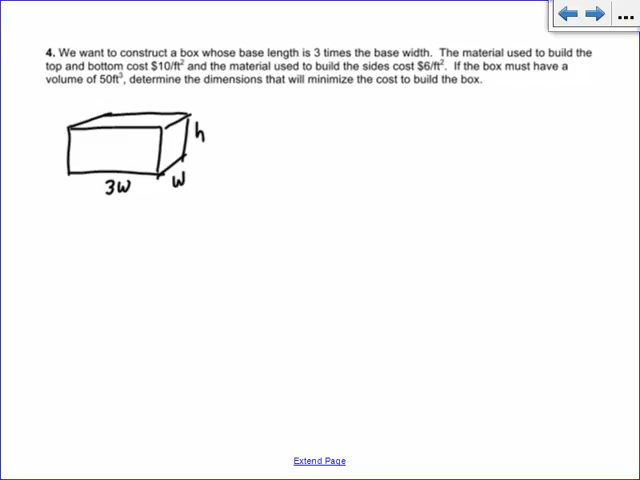 4. We want to construct a box whose base length is 3 times the base width. The material used to build the
top and bottom cost $10/ft² and the material used to build the sides cost $6/ft². If the box must have a
volume of 50ft³, determine the dimensions that will minimize the cost to build the box.
h
3w
w
Extend Page